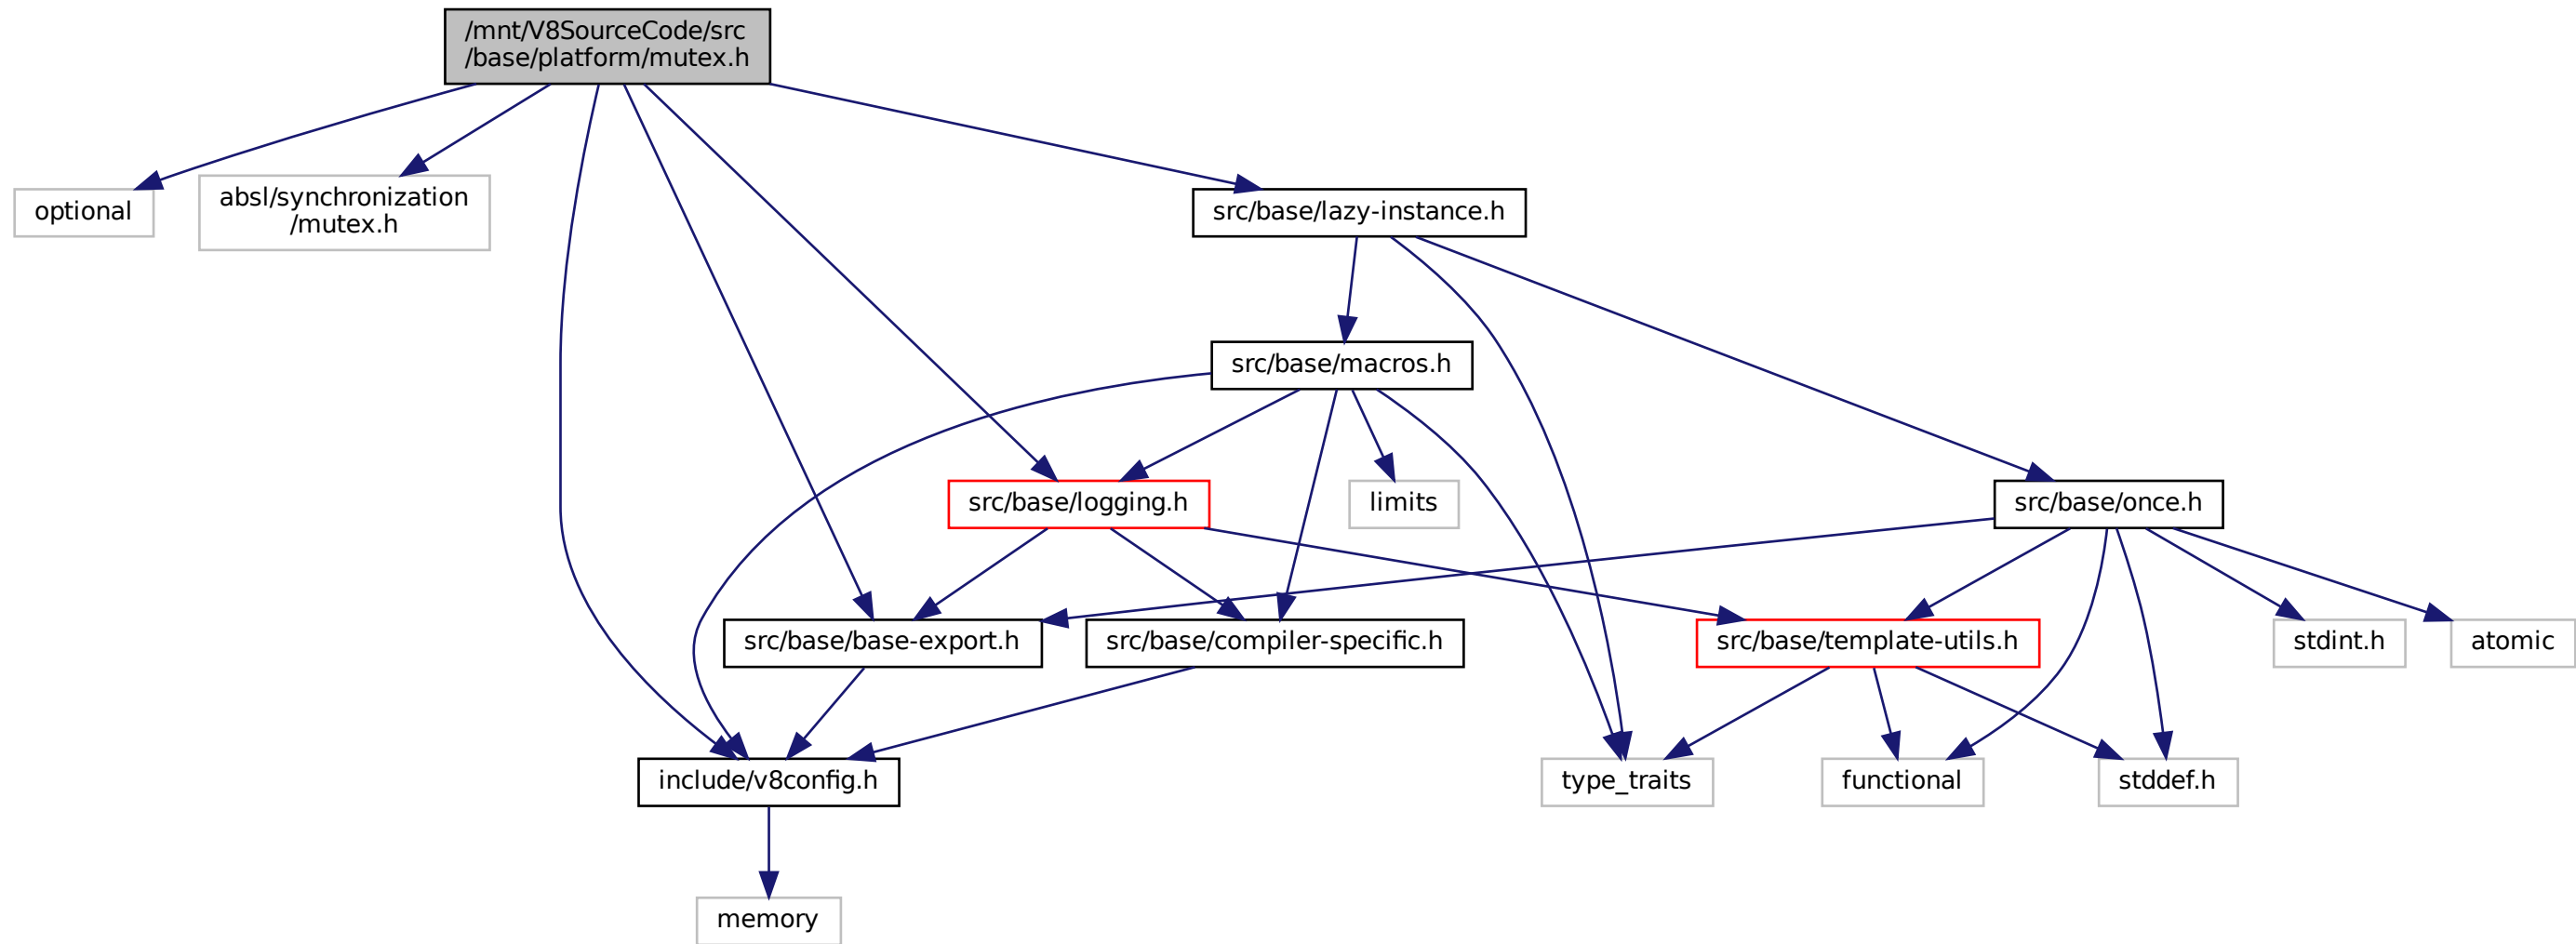 /mnt/V8SourceCode/src
/base/platform/mutex.h
optional
absl/synchronization
/mutex.h
src/base/lazy-instance.h
src/base/macros.h
src/base/logging.h
limits
src/base/once.h
src/base/base-export.h
src/base/compiler-specific.h
src/base/template-utils.h
stdint.h
atomic
include/v8config.h
type_traits
functional
stddef.h
memory